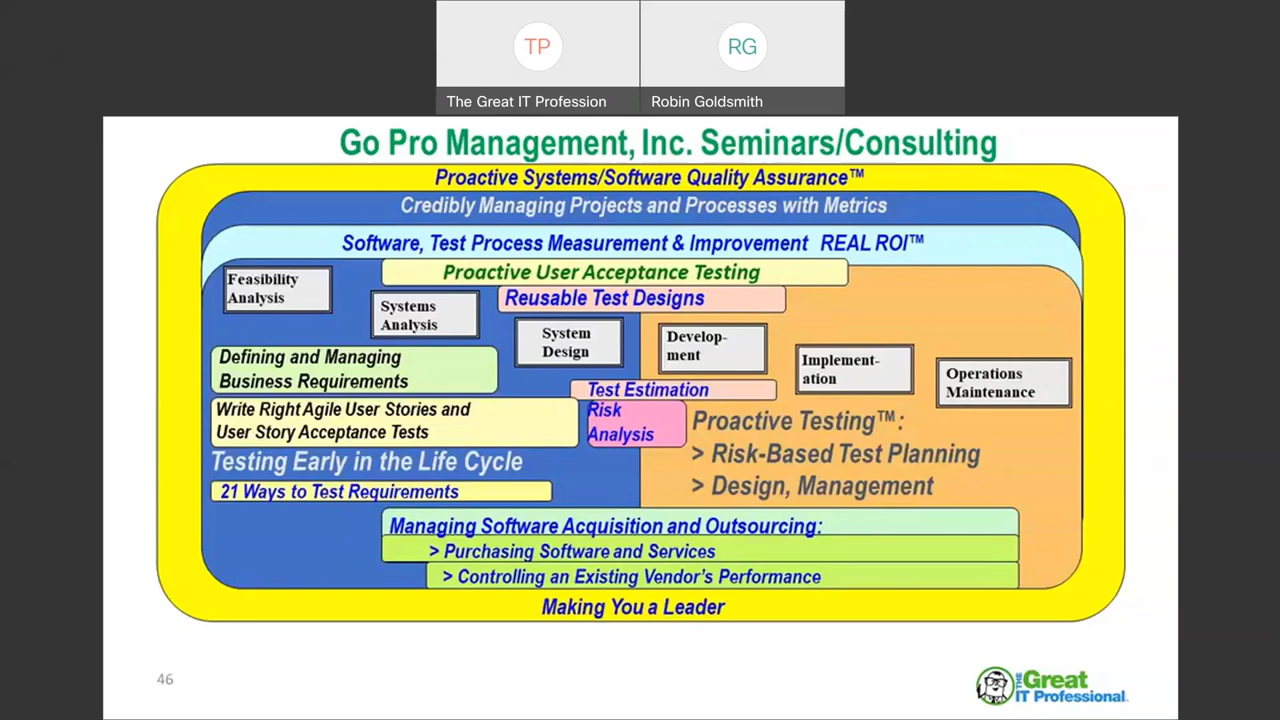 TP
RG
The Great IT Profession
Robin Goldsmith
Go Pro Management, Inc. Seminars/Consulting
Proactive Systems/Software Quality Assurance™
Credibly Managing Projects and Processes with Metrics
Software, Test Process Measurement & Improvement REAL ROI™
Proactive User Acceptance Testing
Feasibility
Analysis
Reusable Test Designs
Systems
Analysis
System
Design
Develop-
ment
Implement-
ation
Operations
Maintenance
Defining and Managing
Business Requirements
Test Estimation
Write Right Agile User Stories and
User Story Acceptance Tests
Risk
Analysis
Proactive Testing™:
> Risk-Based Test Planning
> Design, Management
Testing Early in the Life Cycle
21 Ways to Test Requirements
Managing Software Acquisition and Outsourcing:
> Purchasing Software and Services
> Controlling an Existing Vendor's Performance
Making You a Leader
46
THE Great
IT Professional